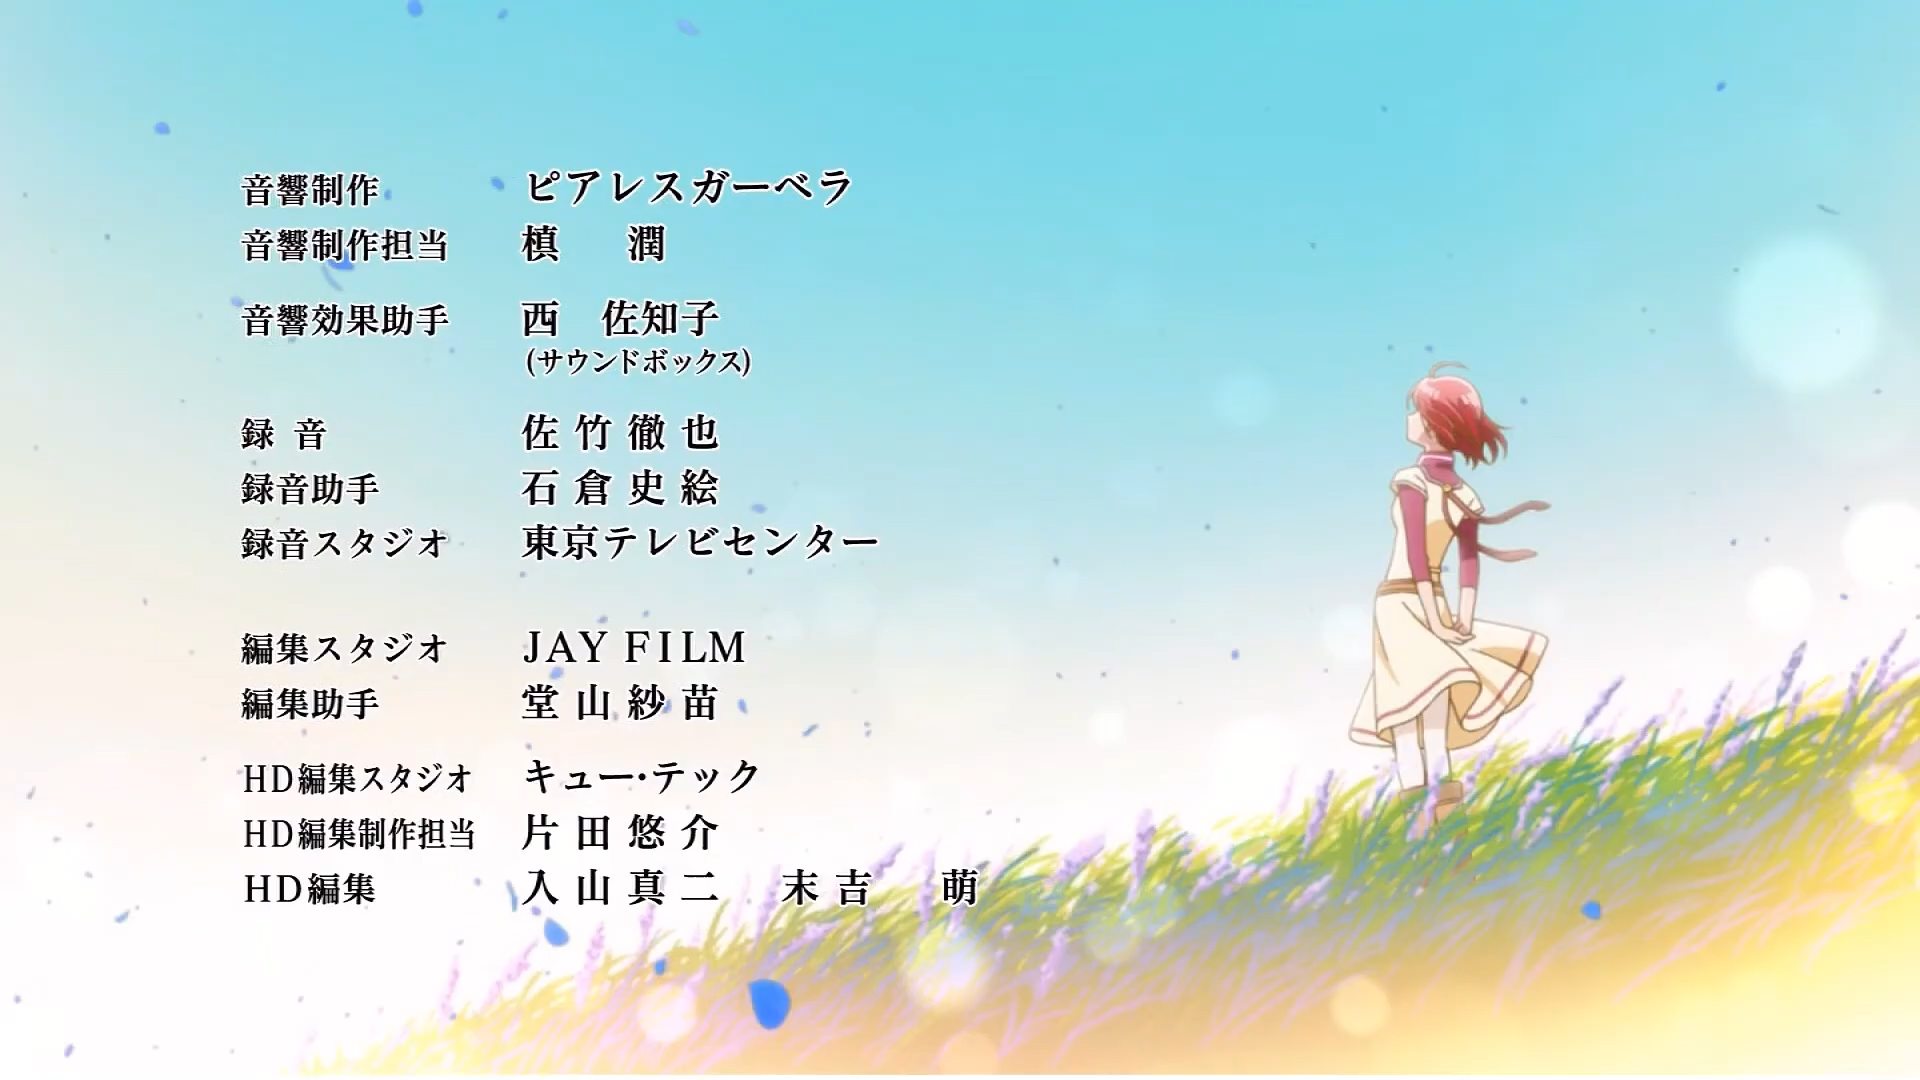 音響制作 ピアレスガーベラ
音響制作担当 槙 潤
音響効果助手 西 佐知子
(サウンドボックス)
録音 佐竹徹也
録音助手 石倉史絵
録音スタジオ 東京テレビセンター
編集スタジオ JAY FILM
編集助手 堂山紗苗
HD編集スタジオ キュー・テック
HD編集制作担当 片田悠介
HD編集 入山真二 末吉 萌